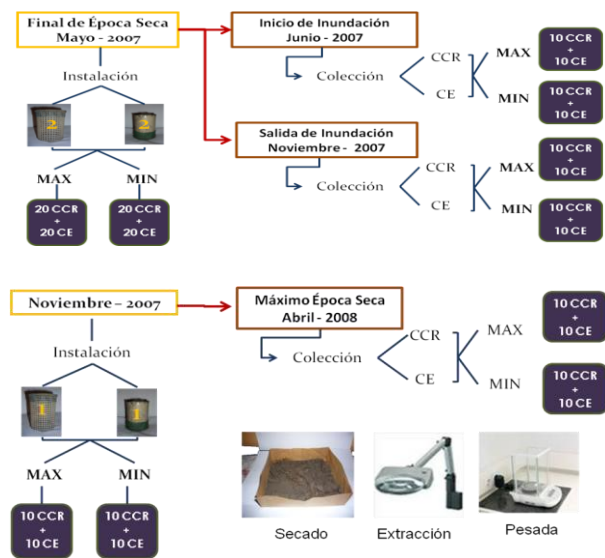 Final de Época Seca
Mayo - 2007
Instalación
2
2
MAX
MIN
20 CCR
+
20 CE
20 CCR
+
20 CE
Inicio de Inundación
Junio - 2007
Colección
CCR
CE
MAX
MIN
10 CCR
+
10 CE
10 CCR
+
10 CE
Salida de Inundación
Noviembre - 2007
Colección
CCR
CE
MAX
MIN
10 CCR
+
10 CE
10 CCR
+
10 CE
Noviembre – 2007
Instalación
1
1
MAX
MIN
10 CCR
+
10 CE
10 CCR
+
10 CE
Máximo Época Seca
Abril - 2008
Colección
CCR
CE
MAX
MIN
10 CCR
+
10 CE
10 CCR
+
10 CE
Secado
Extracción
Pesada